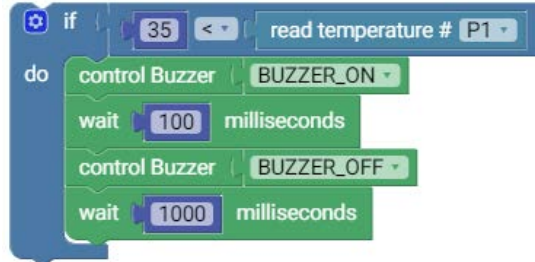 if 35 < read temperature # P1
do control Buzzer BUZZER_ON
wait 100 milliseconds
control Buzzer BUZZER_OFF
wait 1000 milliseconds